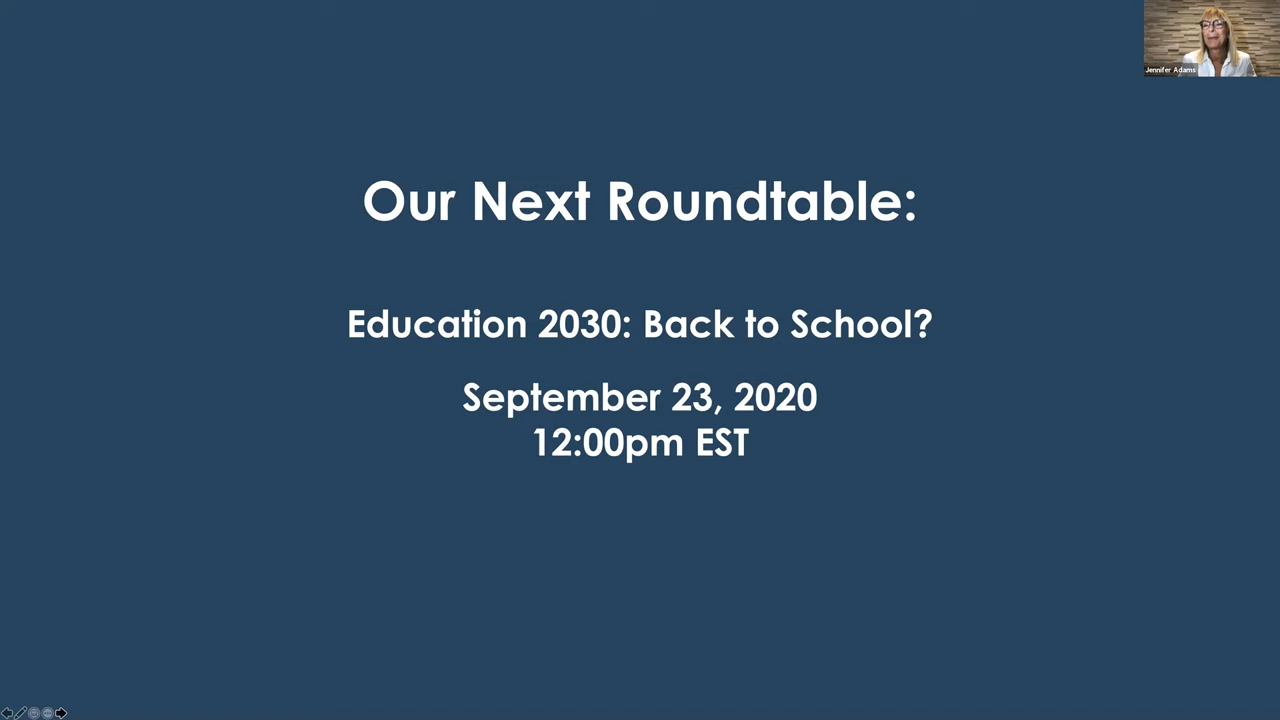 Jennifer Adams
Our Next Roundtable:
Education 2030: Back to School?
September 23, 2020
12:00pm EST